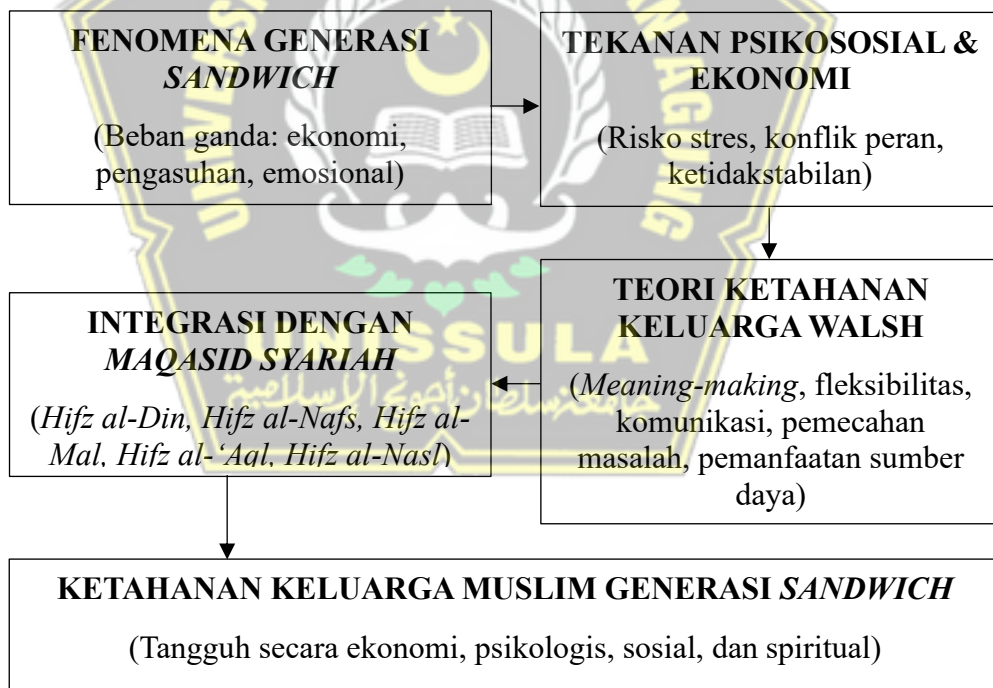 FENOMENA GENERASI
SANDWICH
(Beban ganda: ekonomi,
pengasuhan, emosional)
TEKANAN PSIKOSOSIAL &
EKONOMI
(Risiko stres, konflik peran,
ketidakstabilan)
TEORI KETAHANAN
KELUARGA WALSH
(Meaning-making, fleksibilitas,
komunikasi, pemecahan
masalah, pemanfaatan sumber
daya)
INTEGRASI DENGAN
MAQASID SYARIAH
(Hifz al-Din, Hifz al-Nafs, Hifz al-
Mal, Hifz al-‘Aql, Hifz al-Nasl)
KETAHANAN KELUARGA MUSLIM GENERASI SANDWICH
(Tangguh secara ekonomi, psikologis, sosial, dan spiritual)
UNISSULA